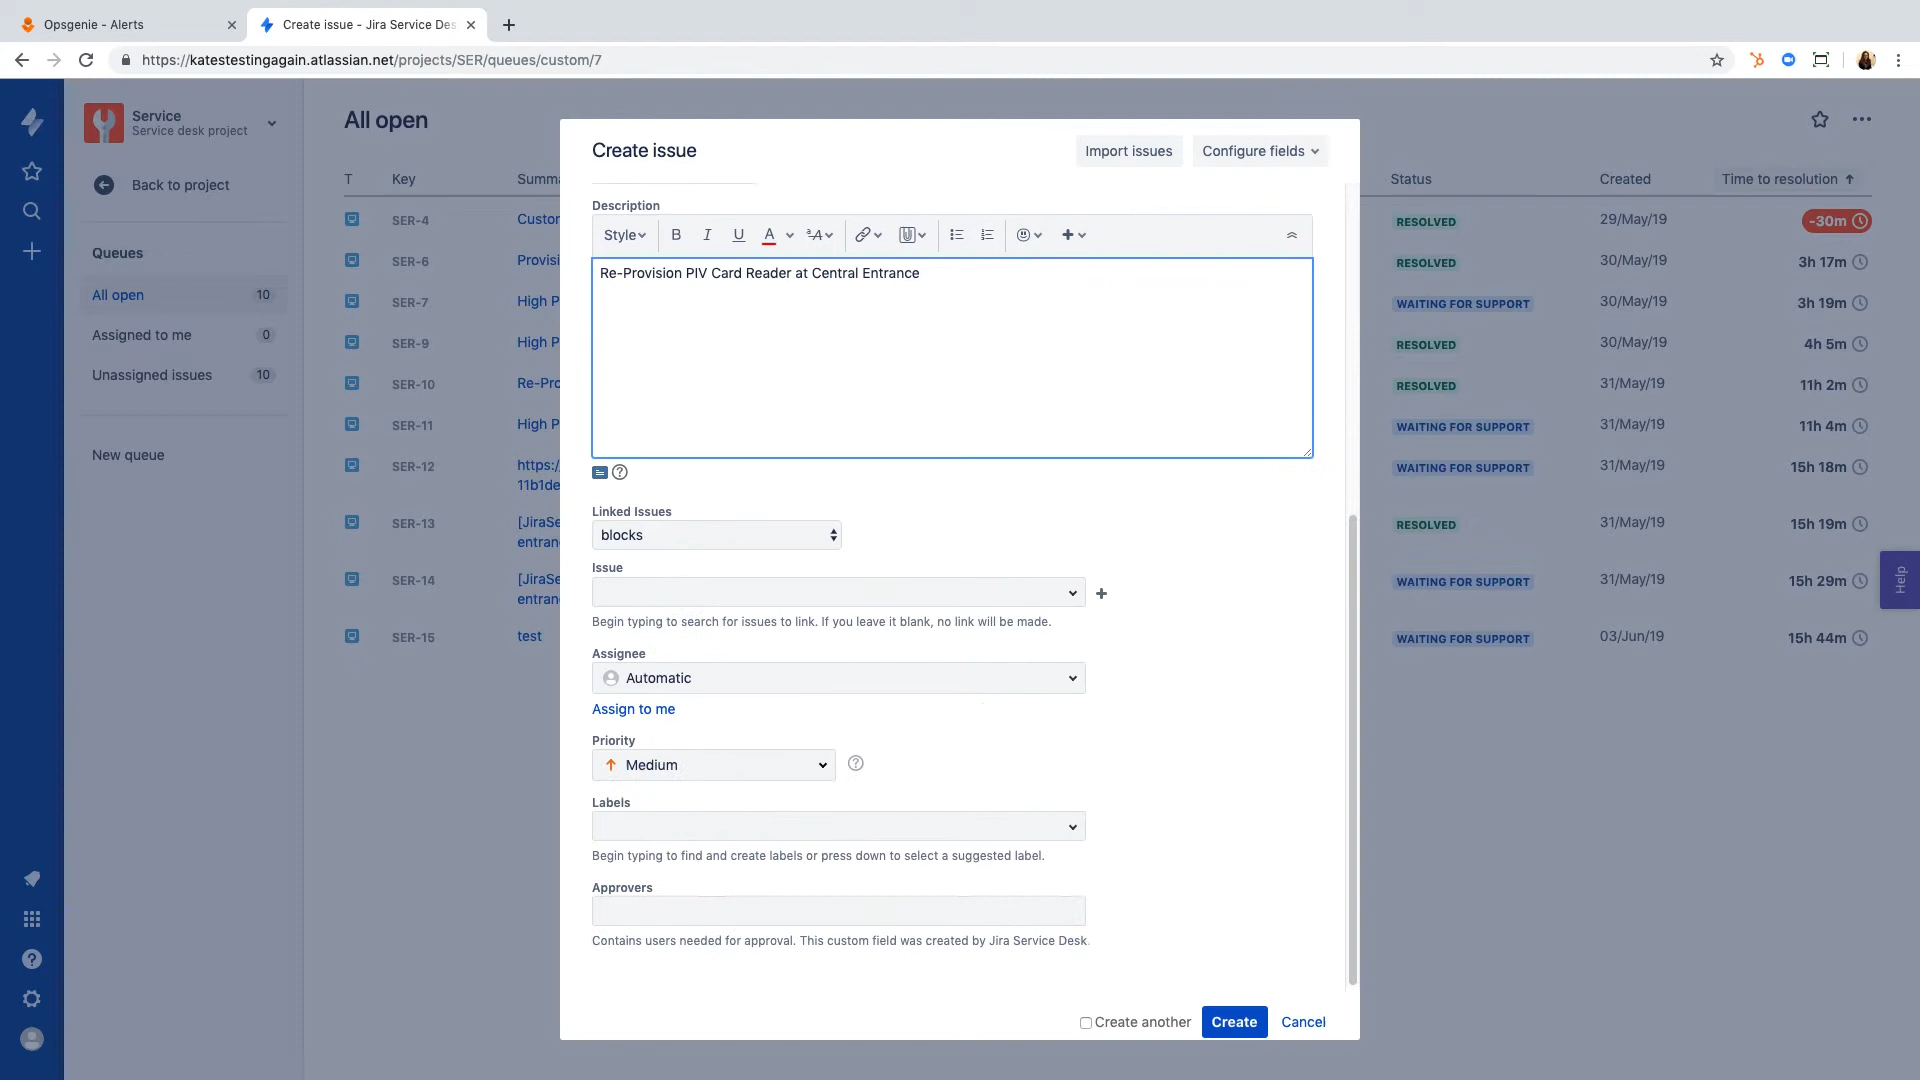 Opsgenie - Alerts
Create issue - Jira Service Des
https://katestestingagain.atlassian.net/projects/SER/queues/custom/7
Service
Service desk project
Back to project
Queues
All open 10
Assigned to me 0
Unassigned issues 10
New queue
All open
T Key Summa Status Created Time to resolution
SER-4 Custon RESOLVED 29/May/19 -30m
SER-6 Provisi RESOLVED 30/May/19 3h 17m
SER-7 High P WAITING FOR SUPPORT 30/May/19 3h 19m
SER-9 High P RESOLVED 30/May/19 4h 5m
SER-10 Re-Pro RESOLVED 31/May/19 11h 2m
SER-11 High P WAITING FOR SUPPORT 31/May/19 11h 4m
SER-12 https:/ WAITING FOR SUPPORT 31/May/19 15h 18m
11b1de
SER-13 [JiraSe RESOLVED 31/May/19 15h 19m
entran
SER-14 [JiraSe WAITING FOR SUPPORT 31/May/19 15h 29m
entran
SER-15 test WAITING FOR SUPPORT 03/Jun/19 15h 44m
Help
Create issue
Import issues
Configure fields
Description
Style B I U A A
Re-Provision PIV Card Reader at Central Entrance
Linked Issues
blocks
Issue
Begin typing to search for issues to link. If you leave it blank, no link will be made.
Assignee
Automatic
Assign to me
Priority
Medium
Labels
Begin typing to find and create labels or press down to select a suggested label.
Approvers
Contains users needed for approval. This custom field was created by Jira Service Desk.
Create another Create Cancel